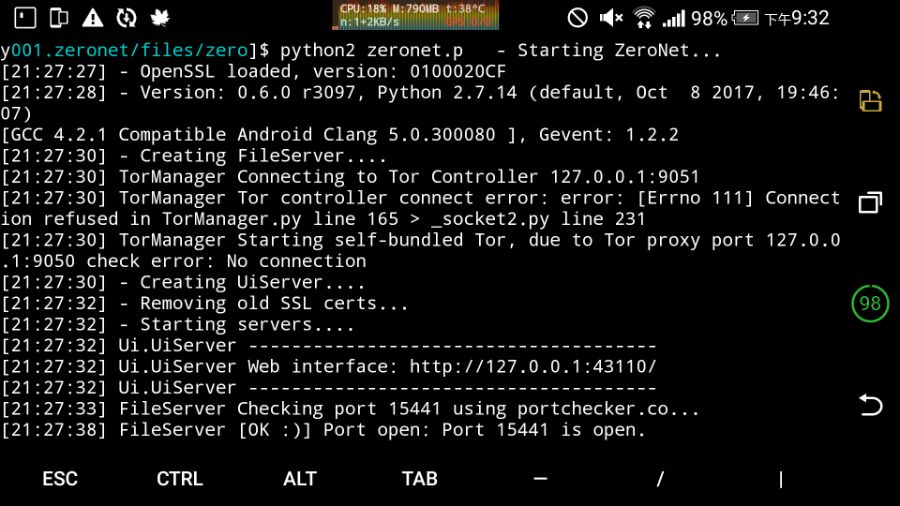 CPU:18% M:790MB t:38°C
n:1+2KB/s GPS:0/0
98% 下午9:32
y001.zeronet/files/zero]$ python2 zeronet.p   - Starting ZeroNet...
[21:27:27] - OpenSSL loaded, version: 0100020CF
[21:27:28] - Version: 0.6.0 r3097, Python 2.7.14 (default, Oct  8 2017, 19:46:
07)
[GCC 4.2.1 Compatible Android Clang 5.0.300080 ], Gevent: 1.2.2
[21:27:30] - Creating FileServer....
[21:27:30] TorManager Connecting to Tor Controller 127.0.0.1:9051
[21:27:30] TorManager Tor controller connect error: error: [Errno 111] Connect
ion refused in TorManager.py line 165 > _socket2.py line 231
[21:27:30] TorManager Starting self-bundled Tor, due to Tor proxy port 127.0.0
.1:9050 check error: No connection
[21:27:30] - Creating UiServer....
[21:27:32] - Removing old SSL certs...
[21:27:32] - Starting servers....
[21:27:32] Ui.UiServer --------------------------------------
[21:27:32] Ui.UiServer Web interface: http://127.0.0.1:43110/
[21:27:32] Ui.UiServer --------------------------------------
[21:27:33] FileServer Checking port 15441 using portchecker.co...
[21:27:38] FileServer [OK :)] Port open: Port 15441 is open.
98
ESC CTRL ALT TAB — / |